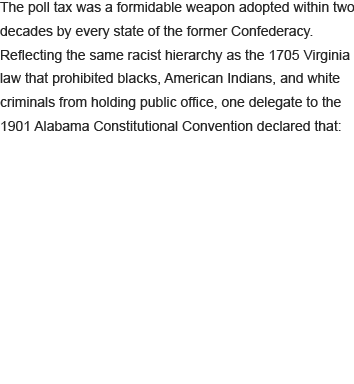 The poll tax was a formidable weapon adopted within two
decades by every state of the former Confederacy.
Reflecting the same racist hierarchy as the 1705 Virginia
law that prohibited blacks, American Indians, and white
criminals from holding public office, one delegate to the
1901 Alabama Constitutional Convention declared that: